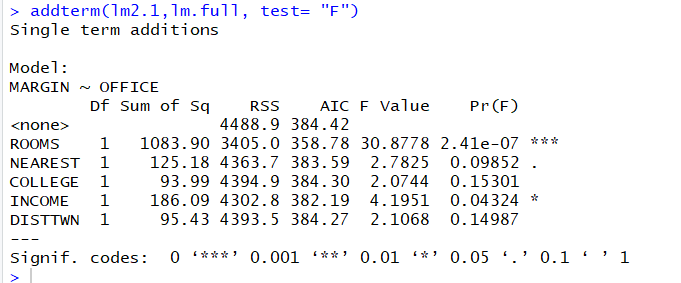 > addterm(lm2.1,lm.full, test= "F")
Single term additions

Model:
MARGIN ~ OFFICE
         Df Sum of Sq    RSS    AIC F Value    Pr(F)    
<none>                4488.9 384.42                     
ROOMS     1   1083.90 3405.0 358.78 30.8778 2.41e-07 ***
NEAREST   1    125.18 4363.7 383.59  2.7825  0.09852 .  
COLLEGE   1     93.99 4394.9 384.30  2.0744  0.15301    
INCOME    1    186.09 4302.8 382.19  4.1951  0.04324 *  
DISTTWN   1     95.43 4393.5 384.27  2.1068  0.14987    
---
Signif. codes:  0 ‘***’ 0.001 ‘**’ 0.01 ‘*’ 0.05 ‘.’ 0.1 ‘ ’ 1
>